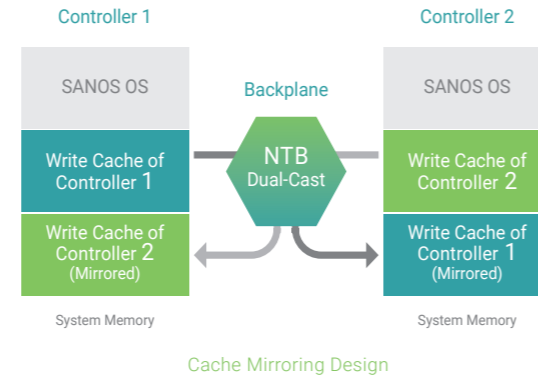 Controller 1
Controller 2
SANOS OS
Backplane
SANOS OS
Write Cache of
Controller 1
NTB
Dual-Cast
Write Cache of
Controller 2
Write Cache of
Controller 2
(Mirrored)
Write Cache of
Controller 1
(Mirrored)
System Memory
System Memory
Cache Mirroring Design